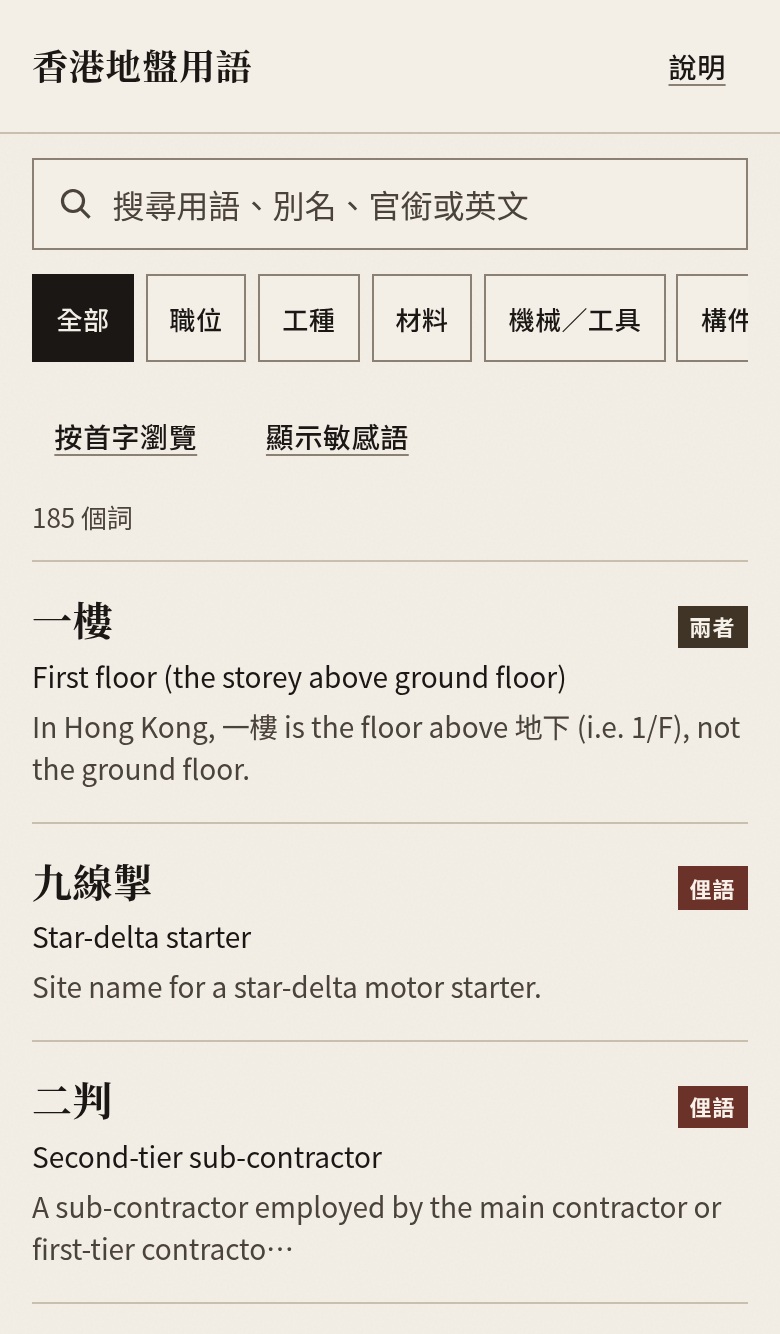 香港地盤用語
說明
搜尋用語、別名、官銜或英文
全部
職位
工種
材料
機械／工具
構件
按首字瀏覽
顯示敏感語
185 個詞
一樓
兩者
First floor (the storey above ground floor)
In Hong Kong, 一樓 is the floor above 地下 (i.e. 1/F), not
the ground floor.
九線掣
俚語
Star-delta starter
Site name for a star-delta motor starter.
二判
俚語
Second-tier sub-contractor
A sub-contractor employed by the main contractor or
first-tier contracto⋯